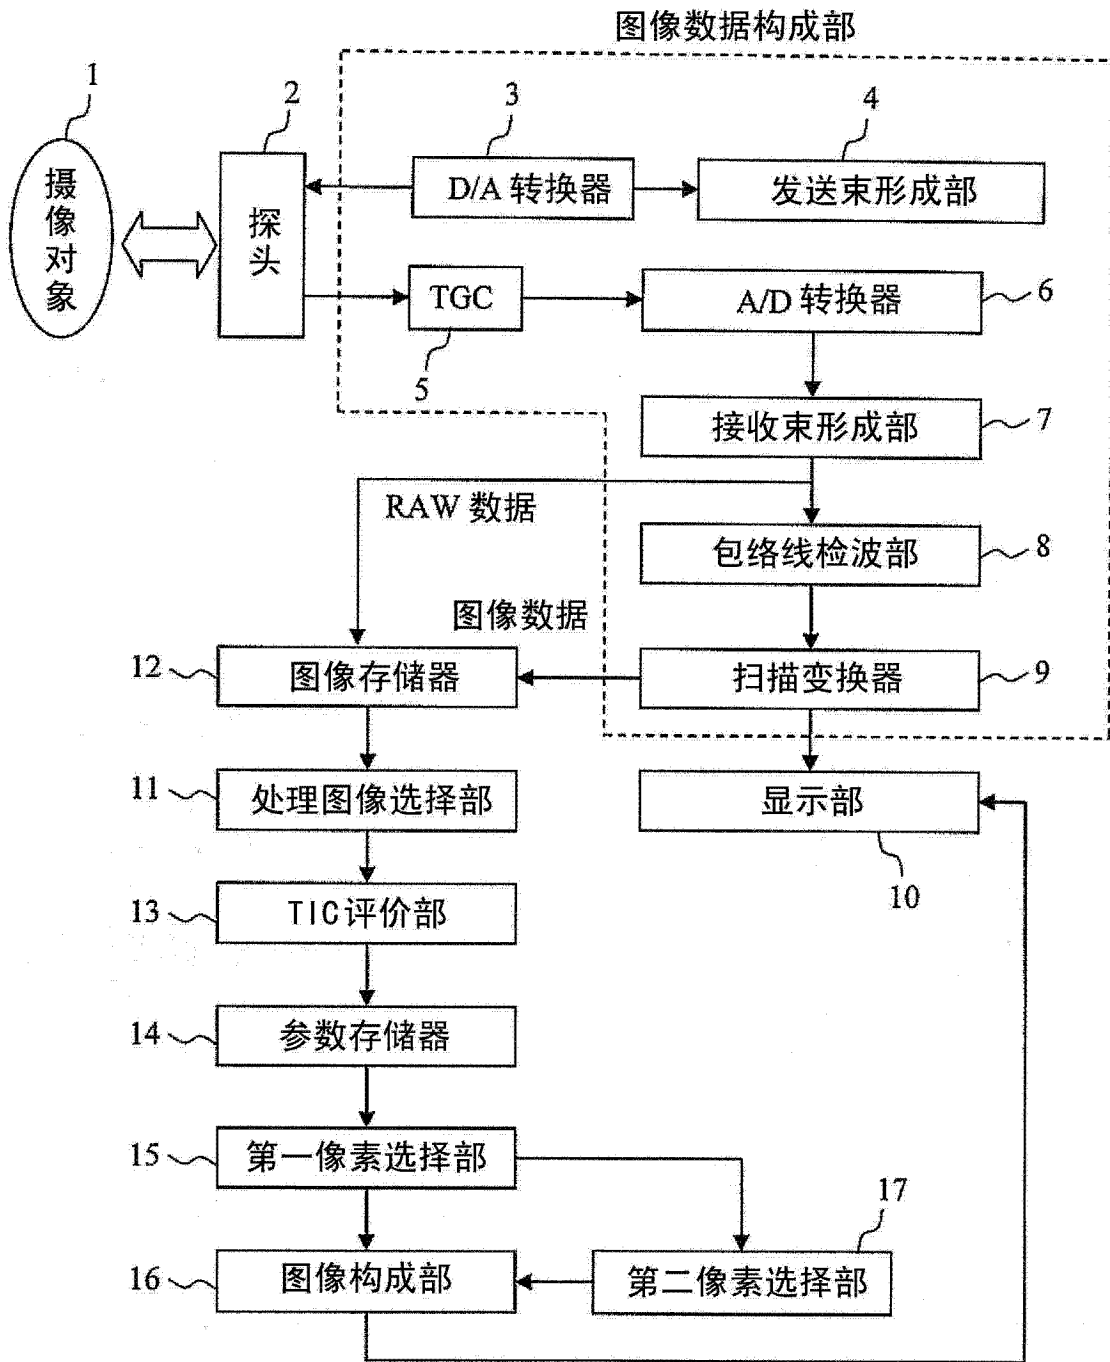 图像数据构成部
1
2
3
4
摄像对象
探头
D/A 转换器
发送束形成部
TGC
5
A/D 转换器
6
接收束形成部
7
RAW 数据
包络线检波部
8
图像数据
12
图像存储器
扫描变换器
9
11
处理图像选择部
显示部
10
13
TIC评价部
14
参数存储器
15
第一像素选择部
17
16
图像构成部
第二像素选择部